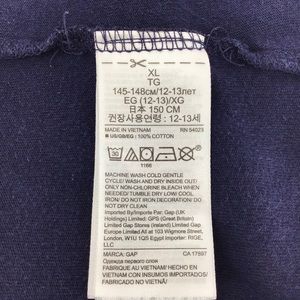 XL
TG
145-148см/12-13лет
EG (12-13)/XG
日本 150 CM
권장사용연령 : 12-13세
MADE IN VIETNAM RN 54023
US/GB/EG | 100% COTTON
1166
MACHINE WASH COLD GENTLE
CYCLE/ WASH AND DRY INSIDE OUT/
ONLY NON-CHLORINE BLEACH WHEN
NEEDED/ TUMBLE DRY LOW/ COOL
IRON/ DO NOT IRON DECORATION/ DO
NOT DRY CLEAN
Imported By/Importe Par: Gap (UK
Holdings) Limited: GPS (Great Britain)
Limited Gap Stores (Ireland) Limited Gap
Europe Limited All at 103 Wigmore Street,
London, W1U 1QS Egypt importer: RIGE,
LLC
MARCA: GAP CA 17897
FABRIQUE AU VIETNAM/ HECHO EN
VIETNAM CON INSUMOS IMPORTADOS/